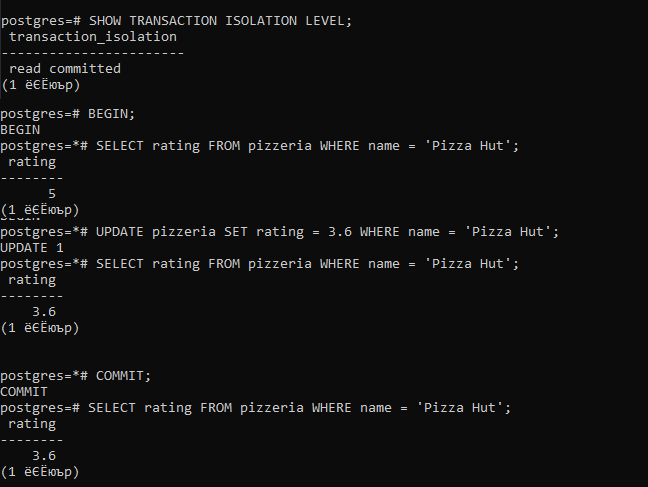 postgres=# SHOW TRANSACTION ISOLATION LEVEL;
transaction_isolation
-----------------------
read committed
(1 ёЄЁюър)
postgres=# BEGIN;
BEGIN
postgres=*# SELECT rating FROM pizzeria WHERE name = 'Pizza Hut';
rating
--------
5
(1 ёЄЁюър)
postgres=*# UPDATE pizzeria SET rating = 3.6 WHERE name = 'Pizza Hut';
UPDATE 1
postgres=*# SELECT rating FROM pizzeria WHERE name = 'Pizza Hut';
rating
--------
3.6
(1 ёЄЁюър)
postgres=*# COMMIT;
COMMIT
postgres=# SELECT rating FROM pizzeria WHERE name = 'Pizza Hut';
rating
--------
3.6
(1 ёЄЁюър)